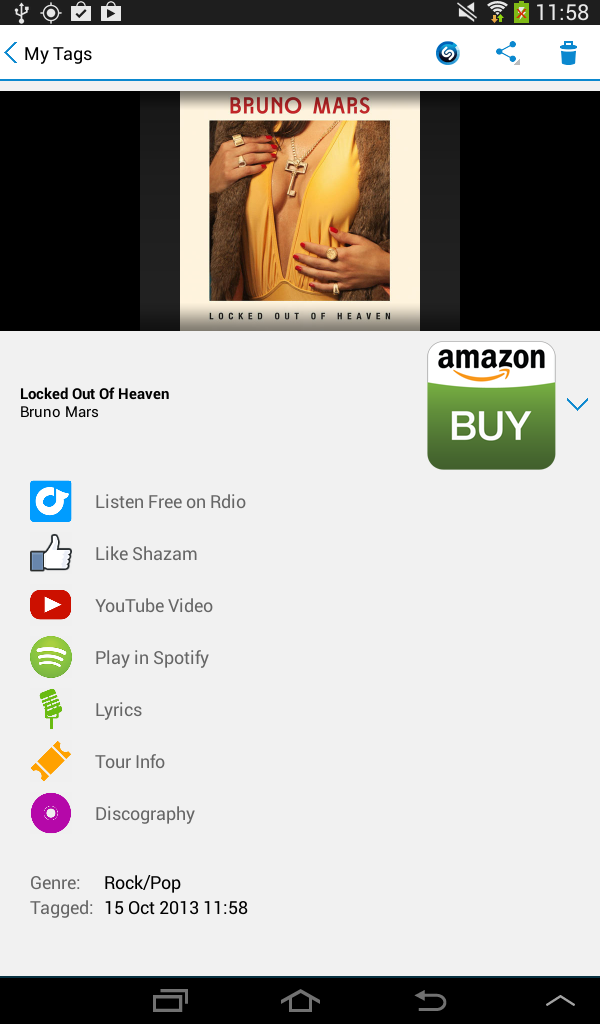 11:58
My Tags
BRUNO MARS
LOCKED OUT OF HEAVEN
amazon
BUY
Locked Out Of Heaven
Bruno Mars
Listen Free on Rdio
Like Shazam
YouTube Video
Play in Spotify
Lyrics
Tour Info
Discography
Genre: Rock/Pop
Tagged: 15 Oct 2013 11:58